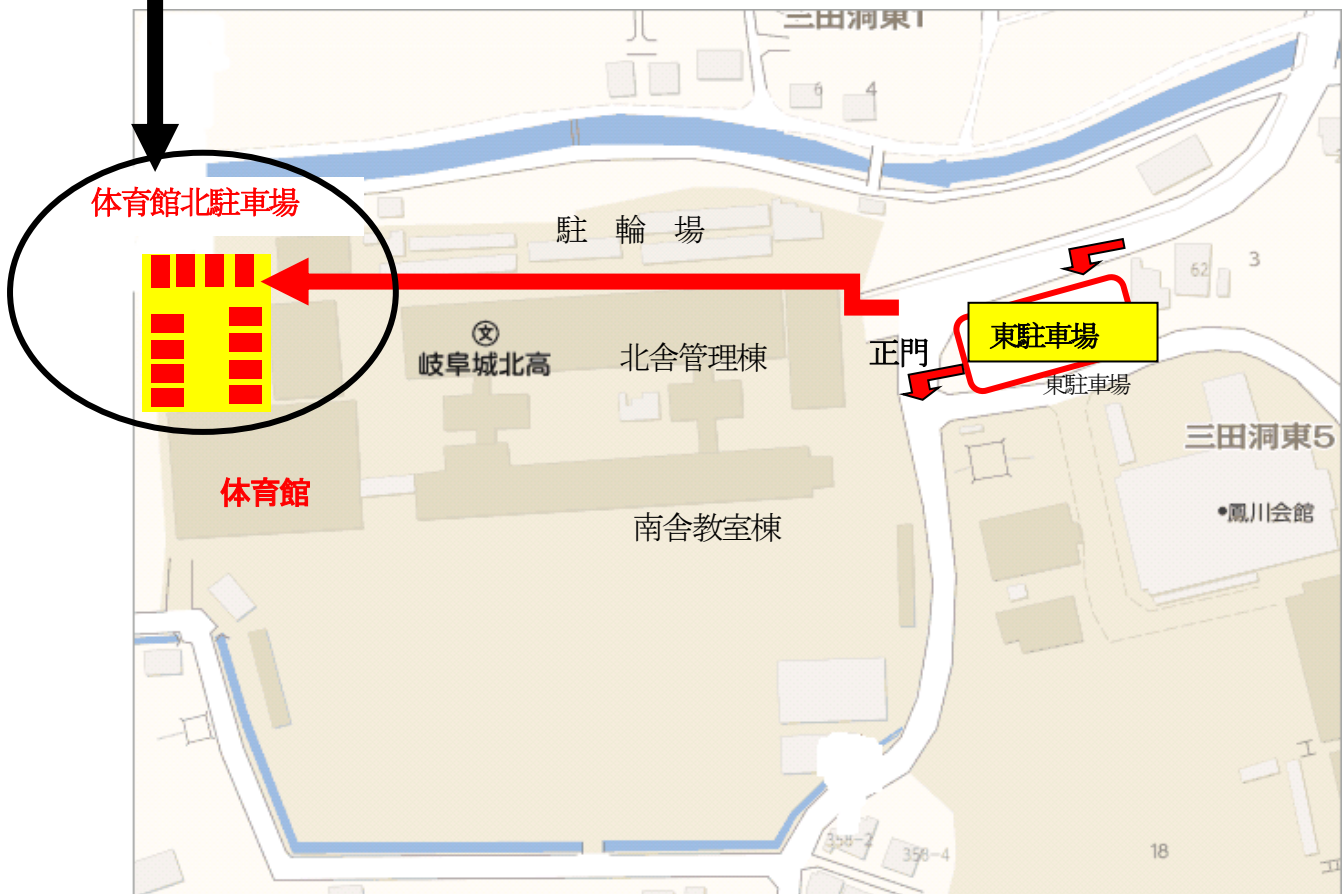 三田洞東1
6
4
体育館北駐車場
駐　輪　場
62
3
東駐車場
正門
北舎管理棟
岐阜城北高
東駐車場
三田洞東5
体育館
鳳川会館
南舎教室棟
358-2
358-4
18